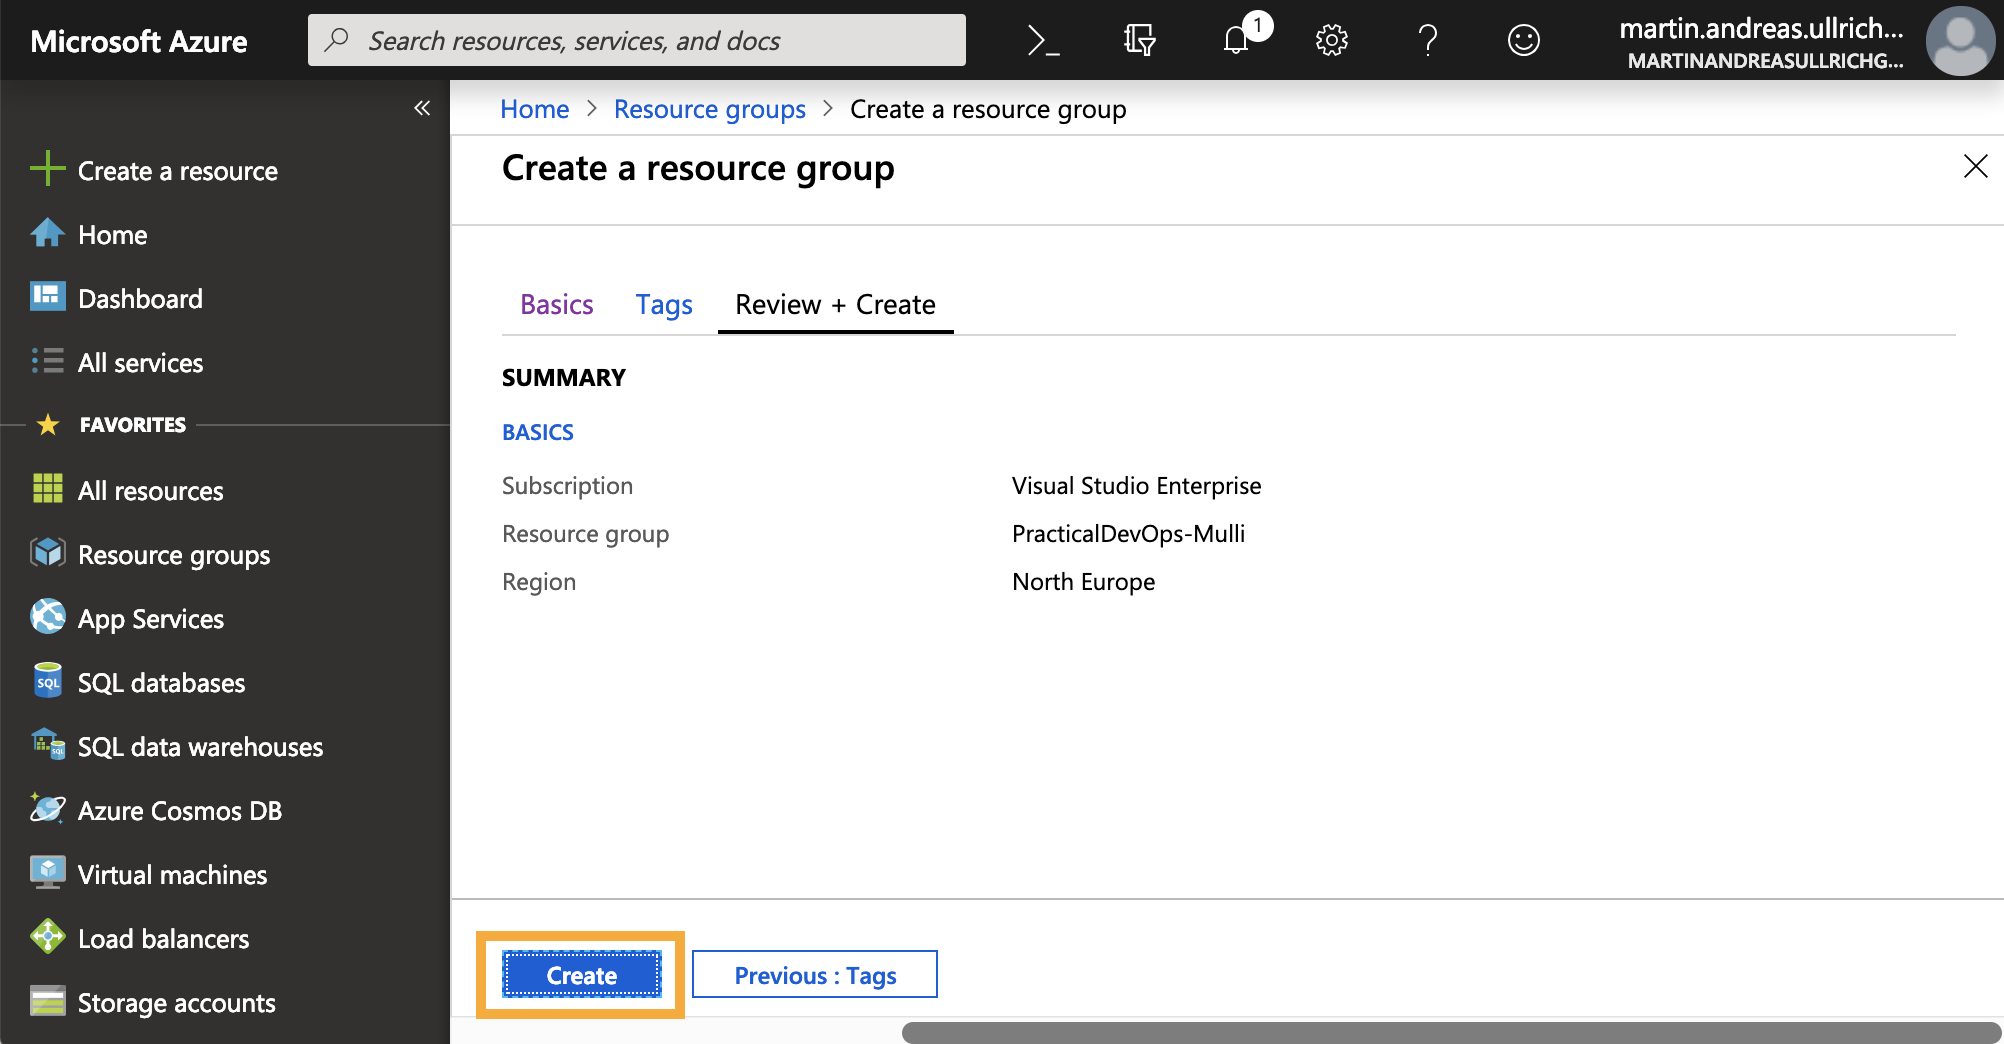 Microsoft Azure
Search resources, services, and docs
1
martin.andreas.ullrich...
MARTINANDREASULLRICHG...
Create a resource
Home
Dashboard
All services
FAVORITES
All resources
Resource groups
App Services
SQL
SQL databases
SQL
SQL data warehouses
Azure Cosmos DB
Virtual machines
Load balancers
Storage accounts
Home > Resource groups > Create a resource group
Create a resource group
Basics Tags Review + Create
SUMMARY
BASICS
Subscription Visual Studio Enterprise
Resource group PracticalDevOps-Mulli
Region North Europe
Create Previous : Tags